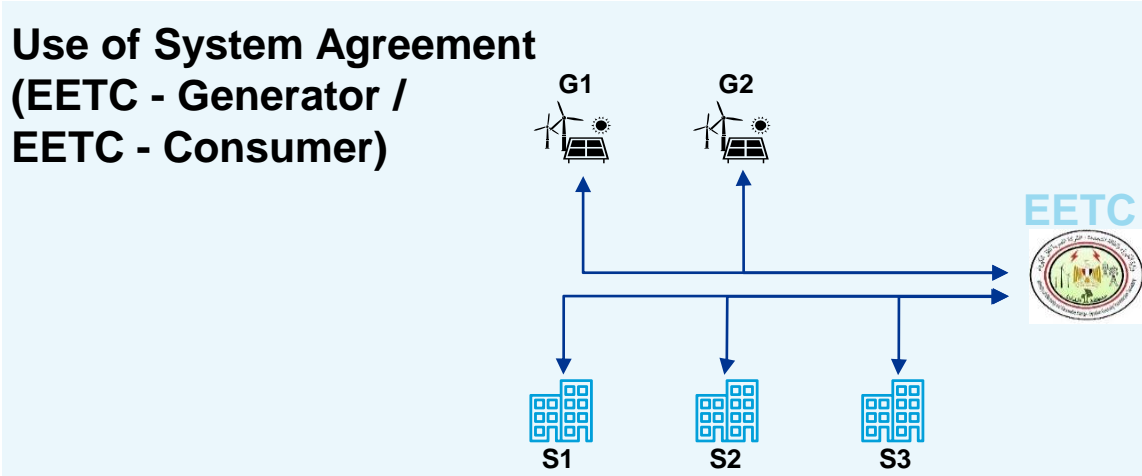 Use of System Agreement
(EETC - Generator /
EETC - Consumer)
G1
G2
EETC
S1
S2
S3